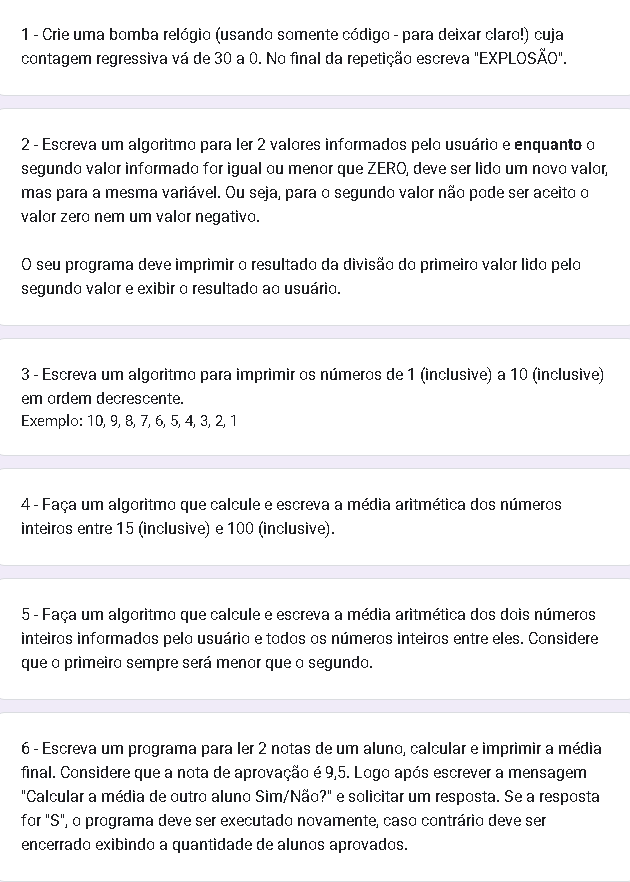 1 - Crie uma bomba relógio (usando somente código - para deixar claro!) cuja
contagem regressiva vá de 30 a 0. No final da repetição escreva "EXPLOSÃO".
2 - Escreva um algoritmo para ler 2 valores informados pelo usuário e enquanto o
segundo valor informado for igual ou menor que ZERO, deve ser lido um novo valor,
mas para a mesma variável. Ou seja, para o segundo valor não pode ser aceito o
valor zero nem um valor negativo.
O seu programa deve imprimir o resultado da divisão do primeiro valor lido pelo
segundo valor e exibir o resultado ao usuário.
3 - Escreva um algoritmo para imprimir os números de 1 (inclusive) a 10 (inclusive)
em ordem decrescente.
Exemplo: 10, 9, 8, 7, 6, 5, 4, 3, 2, 1
4 - Faça um algoritmo que calcule e escreva a média aritmética dos números
inteiros entre 15 (inclusive) e 100 (inclusive).
5 - Faça um algoritmo que calcule e escreva a média aritmética dos dois números
inteiros informados pelo usuário e todos os números inteiros entre eles. Considere
que o primeiro sempre será menor que o segundo.
6 - Escreva um programa para ler 2 notas de um aluno, calcular e imprimir a média
final. Considere que a nota de aprovação é 9,5. Logo após escrever a mensagem
"Calcular a média de outro aluno Sim/Não?" e solicitar um resposta. Se a resposta
for "S", o programa deve ser executado novamente, caso contrário deve ser
encerrado exibindo a quantidade de alunos aprovados.